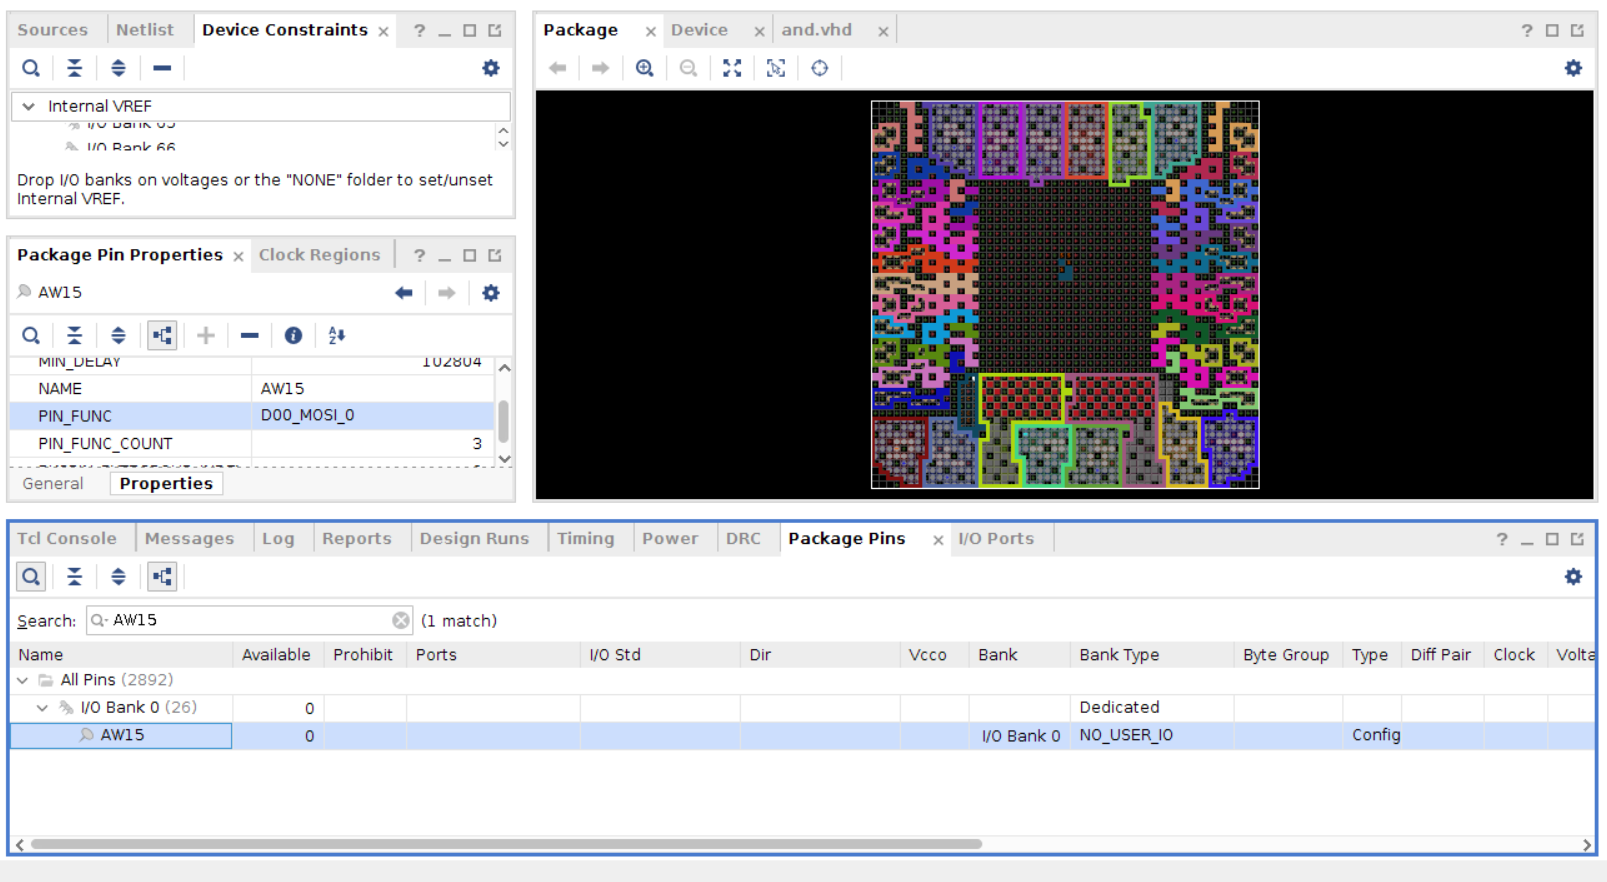 Sources Netlist Device Constraints
Internal VREF
I/O Bank 65
I/O Bank 66
Drop I/O banks on voltages or the "NONE" folder to set/unset
Internal VREF.
Package Pin Properties Clock Regions
AW15
MIN_DELAY 102804
NAME AW15
PIN_FUNC D00_MOSI_0
PIN_FUNC_COUNT 3
General Properties
Package Device and.vhd
Tcl Console Messages Log Reports Design Runs Timing Power DRC Package Pins I/O Ports
Search: AW15 (1 match)
Name Available Prohibit Ports I/O Std Dir Vcco Bank Bank Type Byte Group Type Diff Pair Clock Volta
All Pins (2892)
I/O Bank 0 (26) 0 Dedicated
AW15 0 I/O Bank 0 NO_USER_IO Config